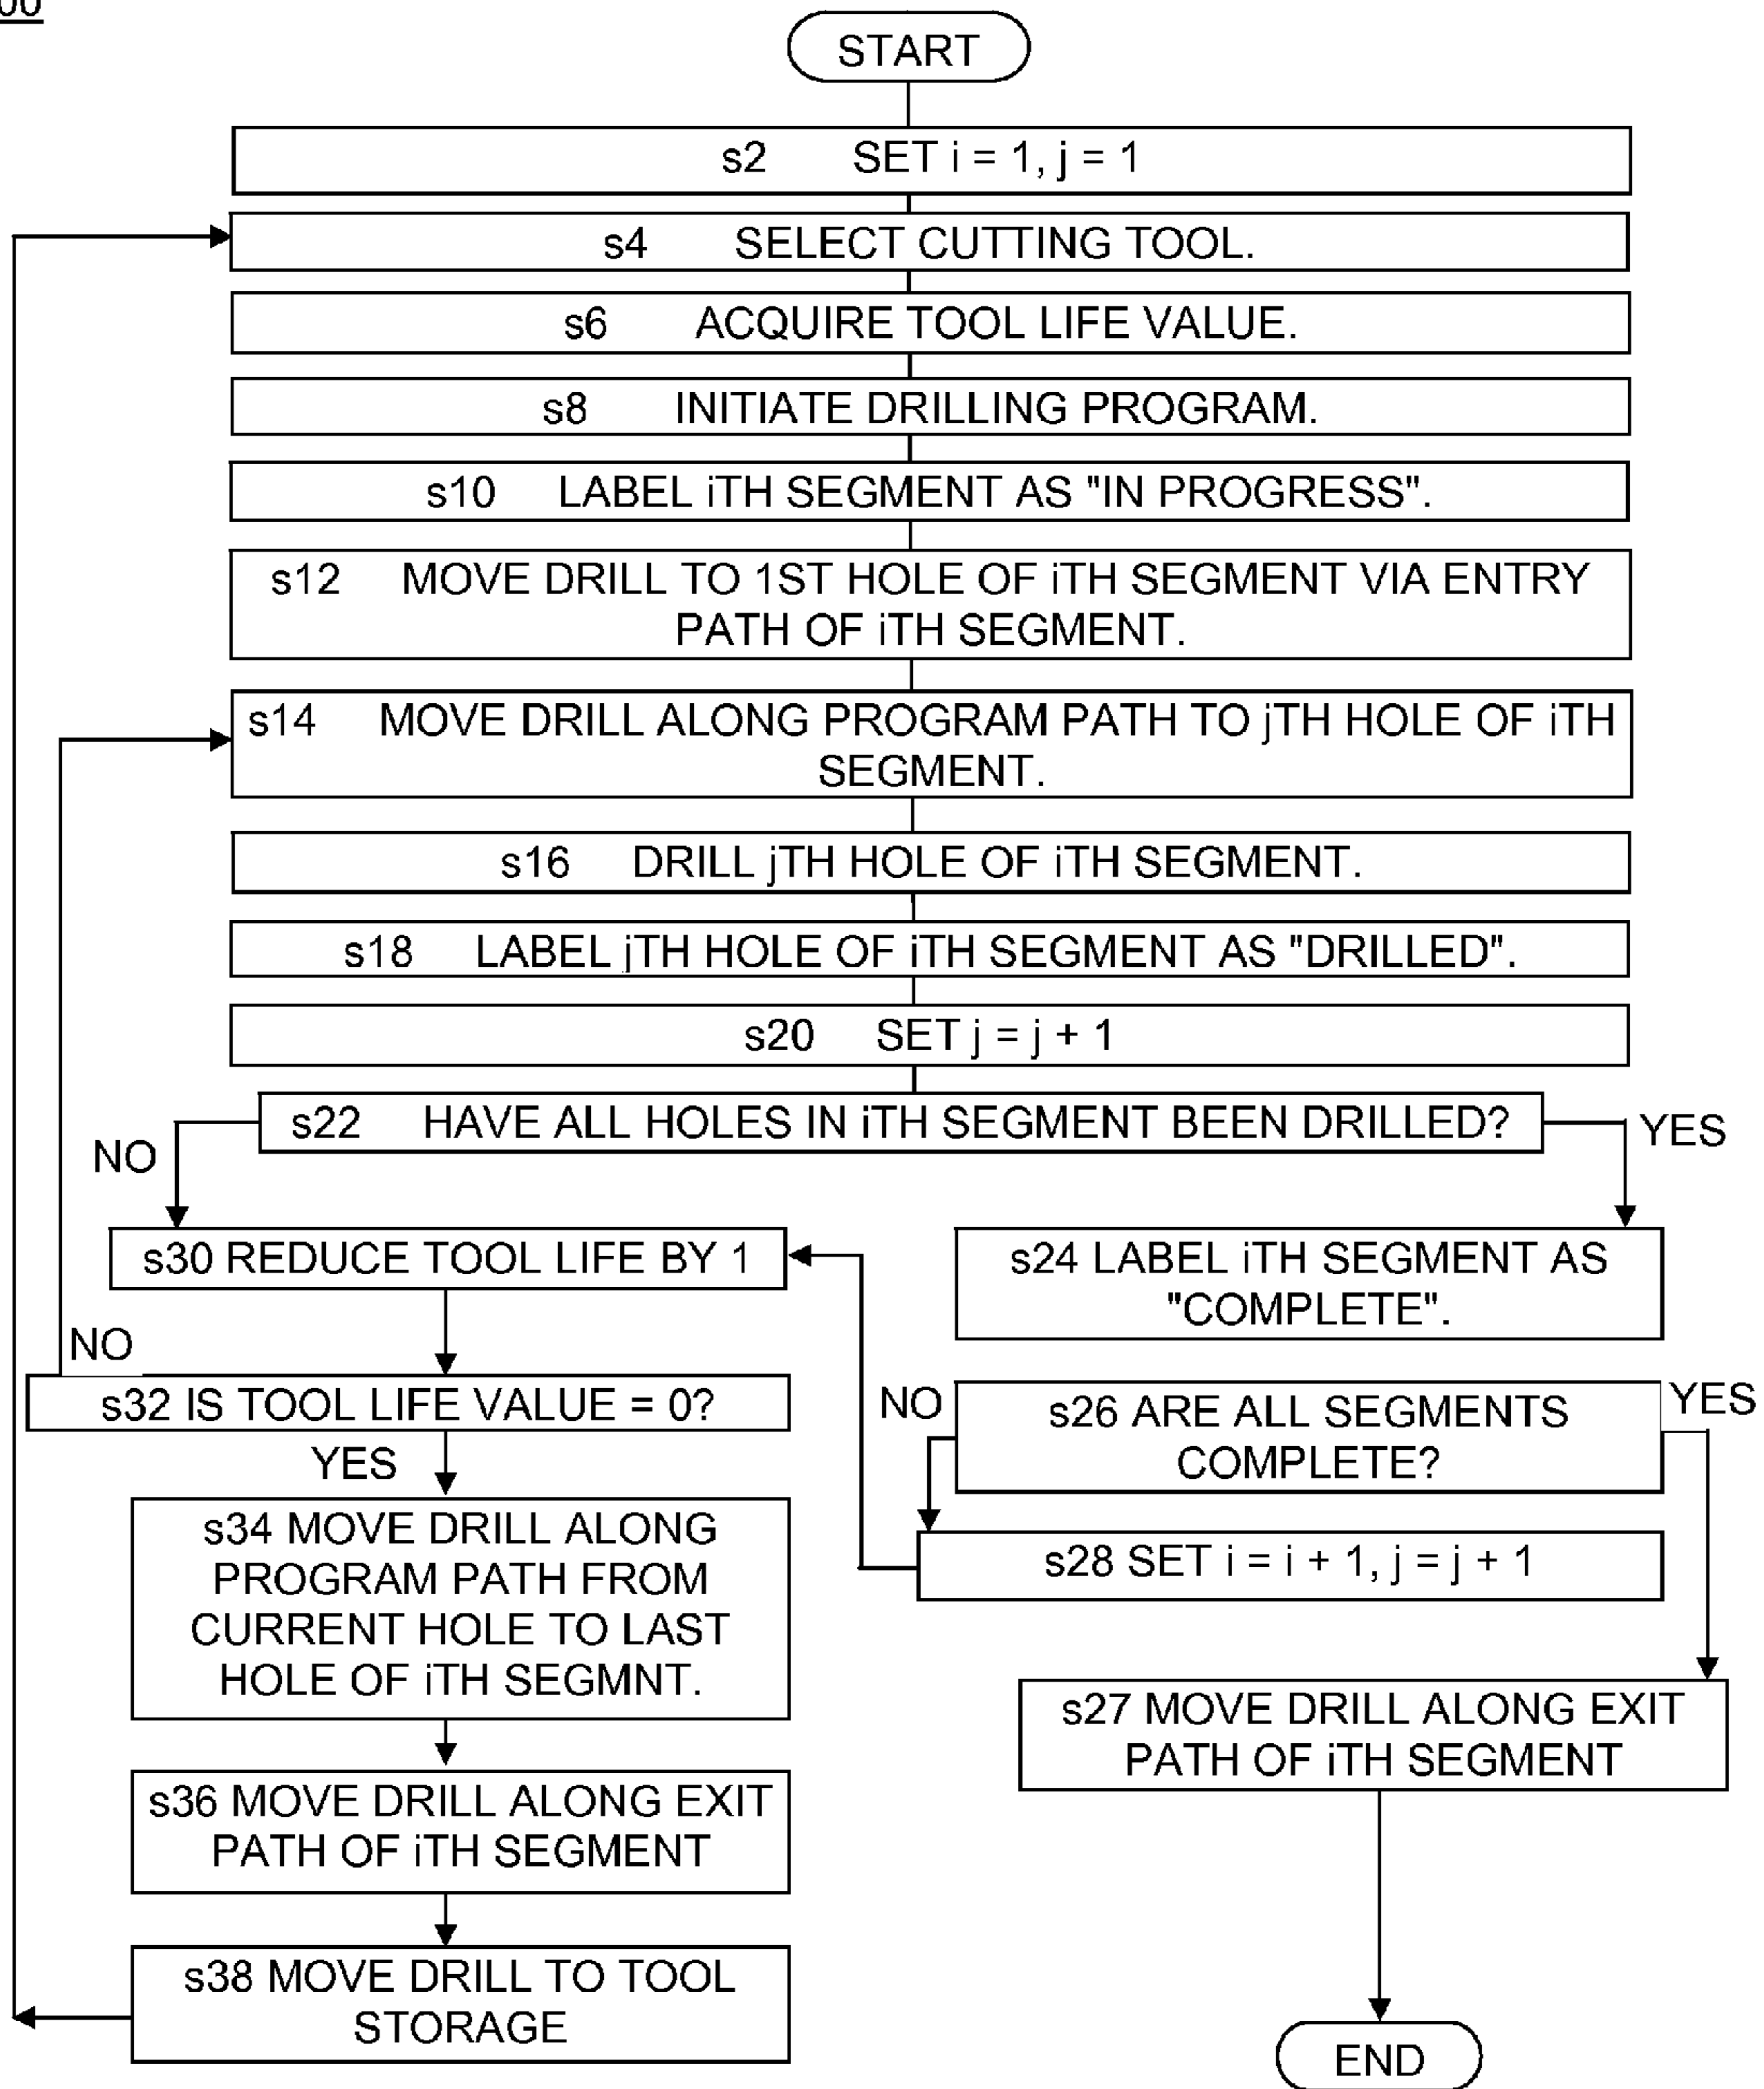 00
START
s2 SET i = 1, j = 1
s4 SELECT CUTTING TOOL.
s6 ACQUIRE TOOL LIFE VALUE.
s8 INITIATE DRILLING PROGRAM.
s10 LABEL iTH SEGMENT AS "IN PROGRESS".
s12 MOVE DRILL TO 1ST HOLE OF iTH SEGMENT VIA ENTRY
PATH OF iTH SEGMENT.
s14 MOVE DRILL ALONG PROGRAM PATH TO jTH HOLE OF iTH
SEGMENT.
s16 DRILL jTH HOLE OF iTH SEGMENT.
s18 LABEL jTH HOLE OF iTH SEGMENT AS "DRILLED".
s20 SET j = j + 1
s22 HAVE ALL HOLES IN iTH SEGMENT BEEN DRILLED?
NO
YES
s30 REDUCE TOOL LIFE BY 1
s24 LABEL iTH SEGMENT AS
"COMPLETE".
NO
s32 IS TOOL LIFE VALUE = 0?
YES
NO
s26 ARE ALL SEGMENTS
COMPLETE?
YES
s28 SET i = i + 1, j = j + 1
s34 MOVE DRILL ALONG
PROGRAM PATH FROM
CURRENT HOLE TO LAST
HOLE OF iTH SEGMNT.
s27 MOVE DRILL ALONG EXIT
PATH OF iTH SEGMENT
s36 MOVE DRILL ALONG EXIT
PATH OF iTH SEGMENT
s38 MOVE DRILL TO TOOL
STORAGE
END